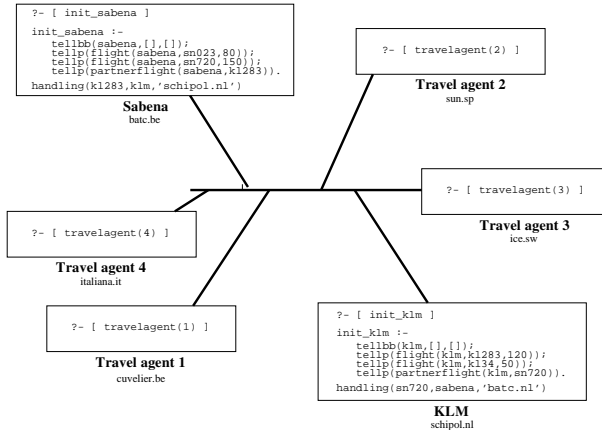 ?- [ init_sabena ]
init_sabena :-
tellbb(sabena,[],[]);
tellp(flight(sabena,sn023,80));
tellp(flight(sabena,sn720,150));
tellp(partnerflight(sabena,kl283)).
handling(kl283,klm,'schipol.nl')
Sabena
batc.be
?- [ travelagent(2) ]
Travel agent 2
sun.sp
?- [ travelagent(3) ]
Travel agent 3
ice.sw
?- [ travelagent(4) ]
Travel agent 4
italiana.it
?- [ travelagent(1) ]
Travel agent 1
cuvelier.be
?- [ init_klm ]
init_klm :-
tellbb(klm,[],[]);
tellp(flight(klm,kl283,120));
tellp(flight(klm,kl34,50));
tellp(partnerflight(klm,sn720)).
handling(sn720,sabena,'batc.nl')
KLM
schipol.nl